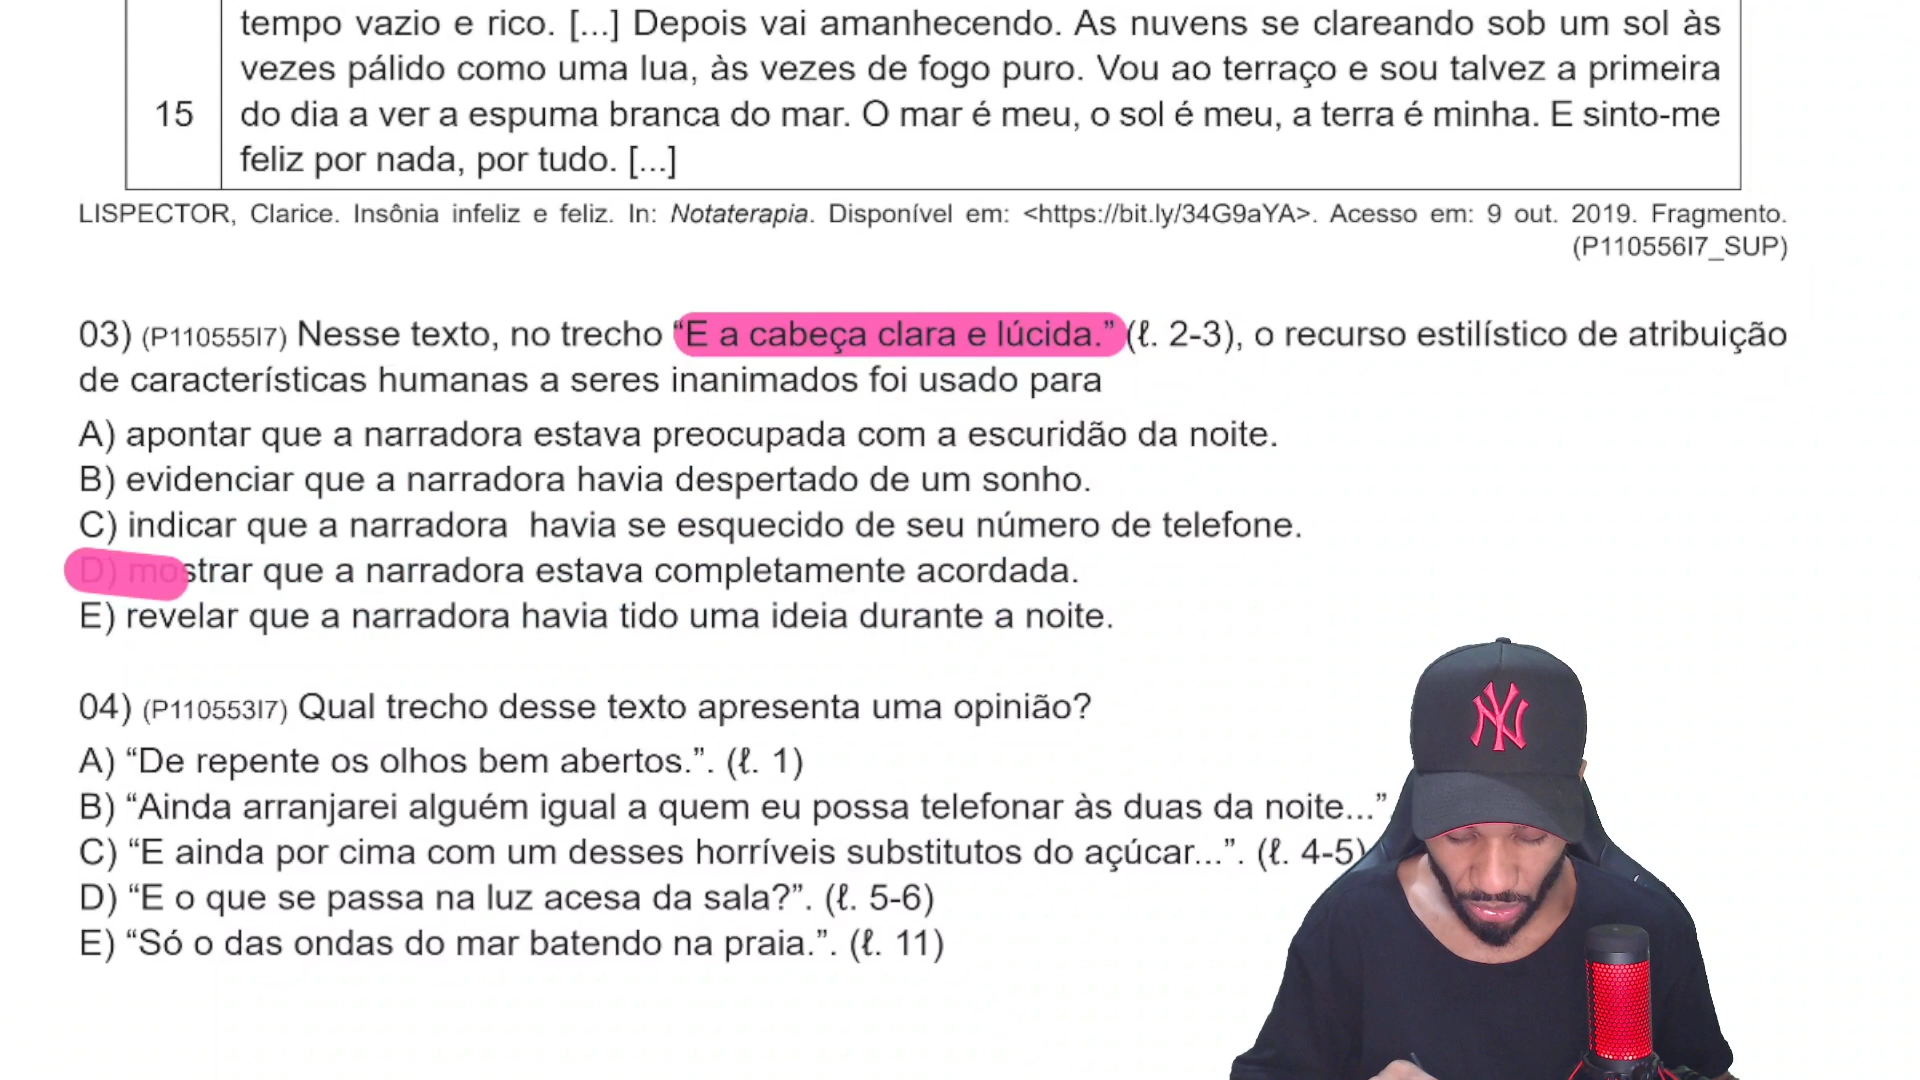 tempo vazio e rico. [...] Depois vai amanhecendo. As nuvens se clareando sob um sol às
vezes pálido como uma lua, às vezes de fogo puro. Vou ao terraço e sou talvez a primeira
15 do dia a ver a espuma branca do mar. O mar é meu, o sol é meu, a terra é minha. E sinto-me
feliz por nada, por tudo. [...]
LISPECTOR, Clarice. Insônia infeliz e feliz. In: Notaterapia. Disponível em: <https://bit.ly/34G9aYA>. Acesso em: 9 out. 2019. Fragmento.
(P110556I7_SUP)
03) (P110555I7) Nesse texto, no trecho “E a cabeça clara e lúcida.” (ℓ. 2-3), o recurso estilístico de atribuição
de características humanas a seres inanimados foi usado para
A) apontar que a narradora estava preocupada com a escuridão da noite.
B) evidenciar que a narradora havia despertado de um sonho.
C) indicar que a narradora havia se esquecido de seu número de telefone.
D) mostrar que a narradora estava completamente acordada.
E) revelar que a narradora havia tido uma ideia durante a noite.
04) (P110553I7) Qual trecho desse texto apresenta uma opinião?
A) “De repente os olhos bem abertos.”. (ℓ. 1)
B) “Ainda arranjarei alguém igual a quem eu possa telefonar às duas da noite...”
C) “E ainda por cima com um desses horríveis substitutos do açúcar...”. (ℓ. 4-5)
D) “E o que se passa na luz acesa da sala?”. (ℓ. 5-6)
E) “Só o das ondas do mar batendo na praia.”. (ℓ. 11)
NY